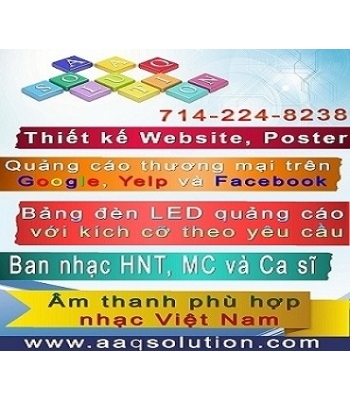 AAQ
SOLUTION
714-224-8238
Thiết kế Website, Poster
Quảng cáo thương mại trên
Google, Yelp và Facebook
Bảng đèn LED quảng cáo
với kích cỡ theo yêu cầu
Ban nhạc HNT, MC và Ca sĩ
Âm thanh phù hợp
nhạc Việt Nam
www.aaqsolution.com